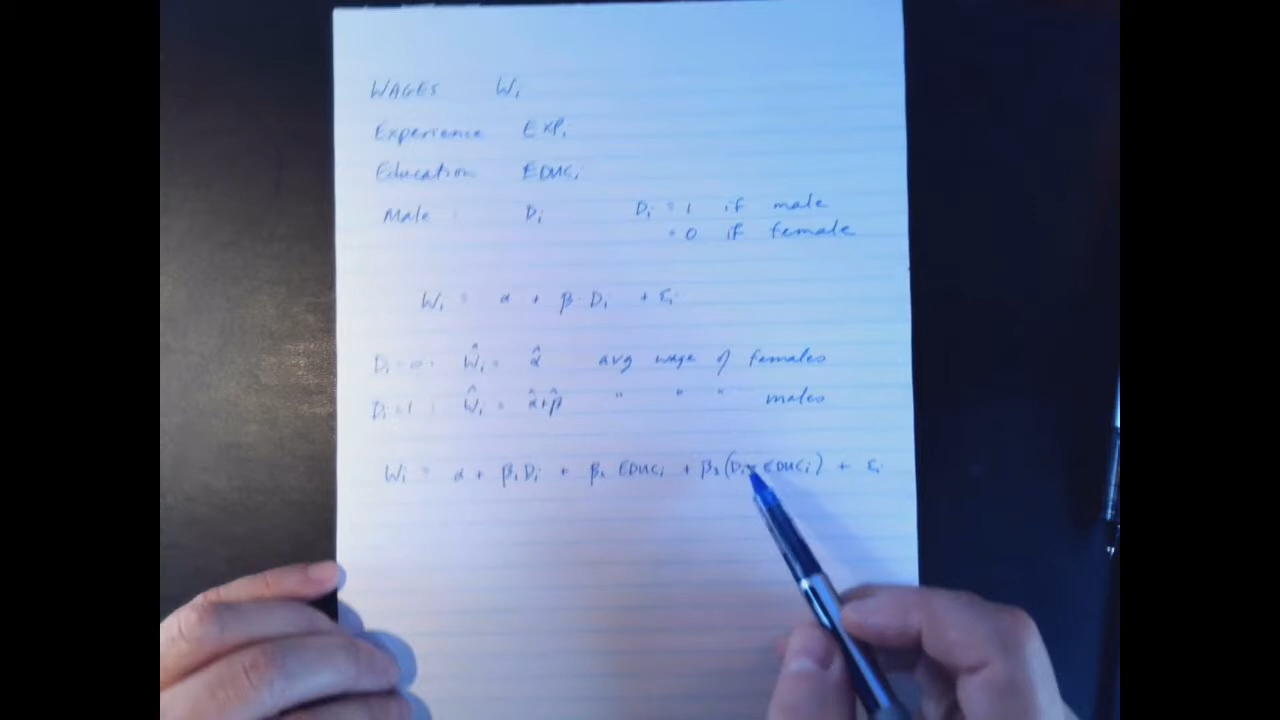 WAGES Wi
Experience EXPi
Education EDUCi
Male : Di Di = 1 if male
= 0 if female
Wi = α + β·Di + εi
Di = 0 : Ŵi = α̂ avg wage of females
Di = 1 : Ŵi = α̂+β̂ " " " males
Wi = α + β₁Di + β₂ EDUCi + β₃(Di × EDUCi) + εi